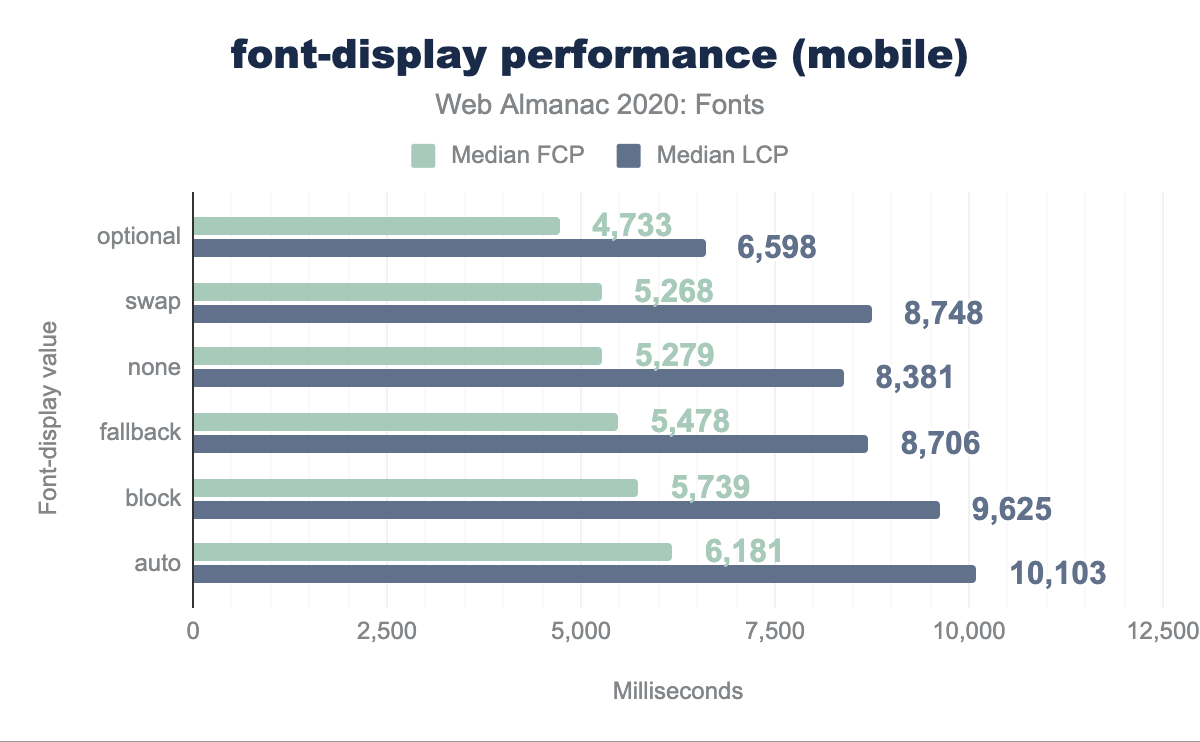 font-display performance (mobile)
Web Almanac 2020: Fonts
Median FCP Median LCP
Font-display value
optional 4,733 6,598
swap 5,268 8,748
none 5,279 8,381
fallback 5,478 8,706
block 5,739 9,625
auto 6,181 10,103
0 2,500 5,000 7,500 10,000 12,500
Milliseconds